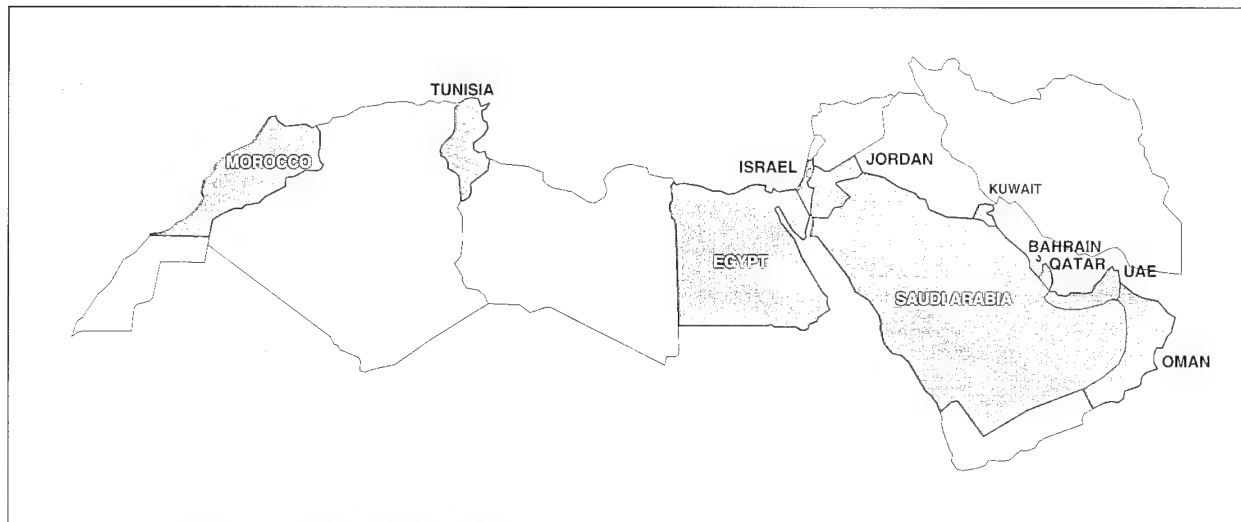 TUNISIA
MOROCCO
ISRAEL
JORDAN
KUWAIT
EGYPT
BAHRAIN
QATAR
UAE
SAUDI ARABIA
OMAN